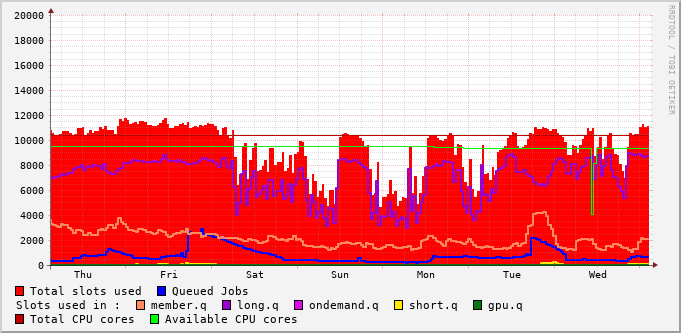 20000
18000
16000
14000
12000
10000
8000
6000
4000
2000
0
Thu Fri Sat Sun Mon Tue Wed
RRDTOOL / TOBI OETIKER
Total slots used Queued Jobs
Slots used in : member.q long.q ondemand.q short.q gpu.q
Total CPU cores Available CPU cores